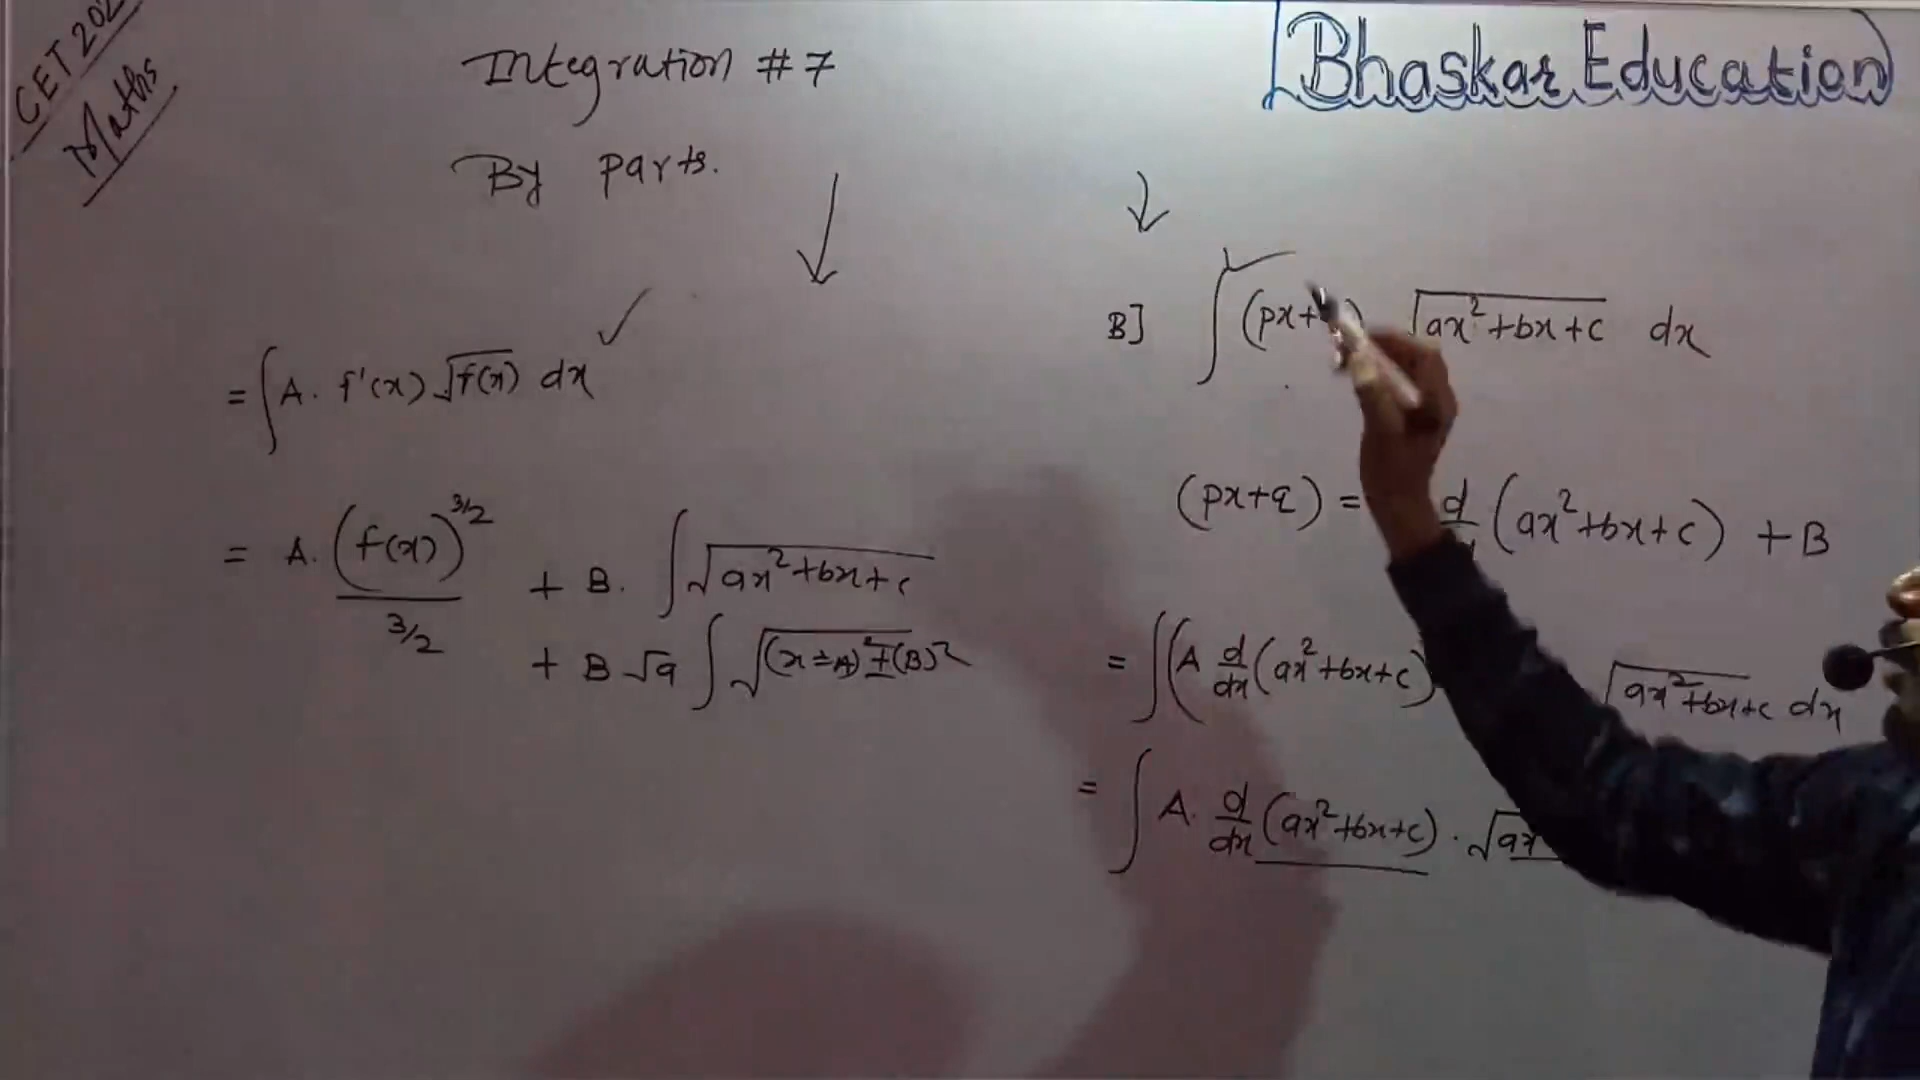 CET 202
Maths
Integration #7
By parts.
Bhaskar Education
= ∫ A. f'(x) √f(x) dx
= A. (f(x))^3/2 / 3/2 + B. ∫ √ax²+bx+c
+ B √a ∫ √(x±A)²±(B)²
B] ∫ (px+ ) √ax²+bx+c dx
(px+q) = d (ax²+bx+c) + B
= ∫ (A d/dx (ax²+bx+c) √ax²+bx+c dx
= ∫ A. d/dx (ax²+bx+c) . √ax